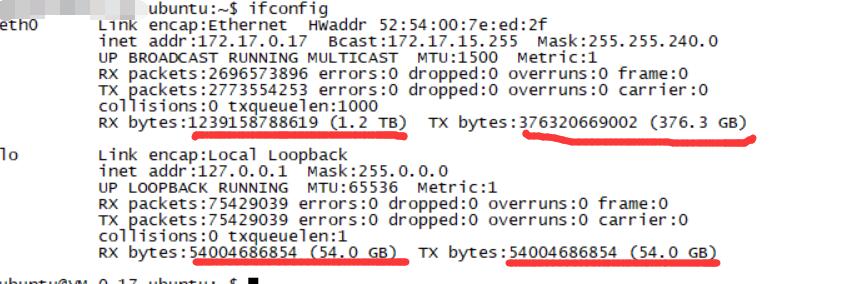 ubuntu:~$ ifconfig
eth0 Link encap:Ethernet HWaddr 52:54:00:7e:ed:2f
inet addr:172.17.0.17 Bcast:172.17.15.255 Mask:255.255.240.0
UP BROADCAST RUNNING MULTICAST MTU:1500 Metric:1
RX packets:2696573896 errors:0 dropped:0 overruns:0 frame:0
TX packets:2773554253 errors:0 dropped:0 overruns:0 carrier:0
collisions:0 txqueuelen:1000
RX bytes:1239158788619 (1.2 TB) TX bytes:376320669002 (376.3 GB)
lo Link encap:Local Loopback
inet addr:127.0.0.1 Mask:255.0.0.0
UP LOOPBACK RUNNING MTU:65536 Metric:1
RX packets:75429039 errors:0 dropped:0 overruns:0 frame:0
TX packets:75429039 errors:0 dropped:0 overruns:0 carrier:0
collisions:0 txqueuelen:1
RX bytes:54004686854 (54.0 GB) TX bytes:54004686854 (54.0 GB)
ubuntu@VM-0-17-ubuntu:~$